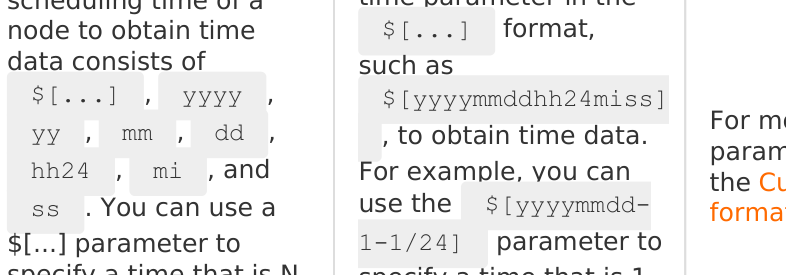 scheduling time of a
node to obtain time
data consists of
$[...] , yyyy ,
yy , mm , dd ,
hh24 , mi , and
ss . You can use a
$[...] parameter to
specify a time that is N
time parameter in the
$[...] format,
such as
$[yyyymmddhh24miss]
, to obtain time data.
For example, you can
use the $[yyyymmdd-
1-1/24] parameter to
specify a time that is 1
For mo
param
the Cu
format